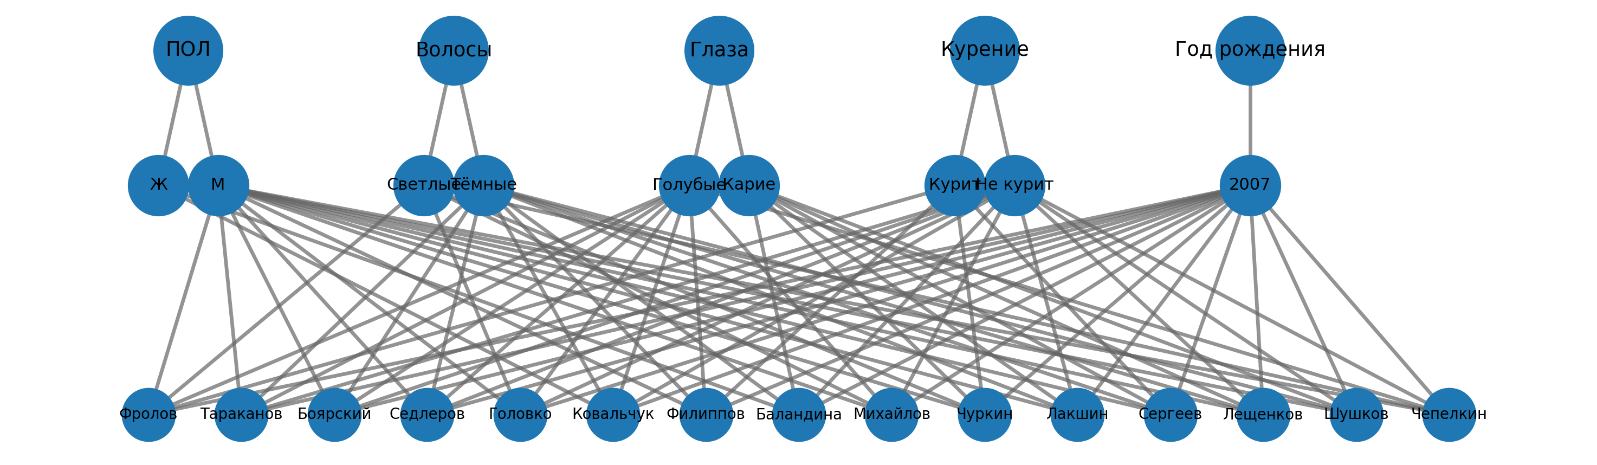 ПОЛ Волосы Глаза Курение Год рождения
Ж М Светлые Тёмные Голубые Карие Курит Не курит 2007
Фролов Тараканов Боярский Седлеров Головко Ковальчук Филиппов Баландина Михайлов Чуркин Лакшин Сергеев Лещенков Шушков Чепелкин